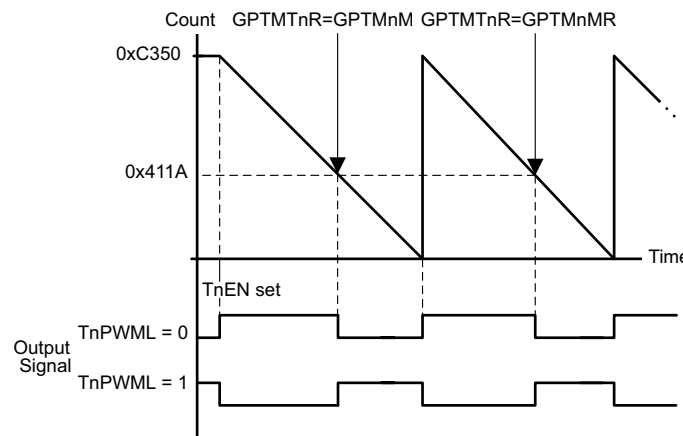 Count GPTMTnR=GPTMnM GPTMTnR=GPTMnMR
0xC350
0x411A
Time
TnEN set
TnPWML = 0
Output
Signal
TnPWML = 1